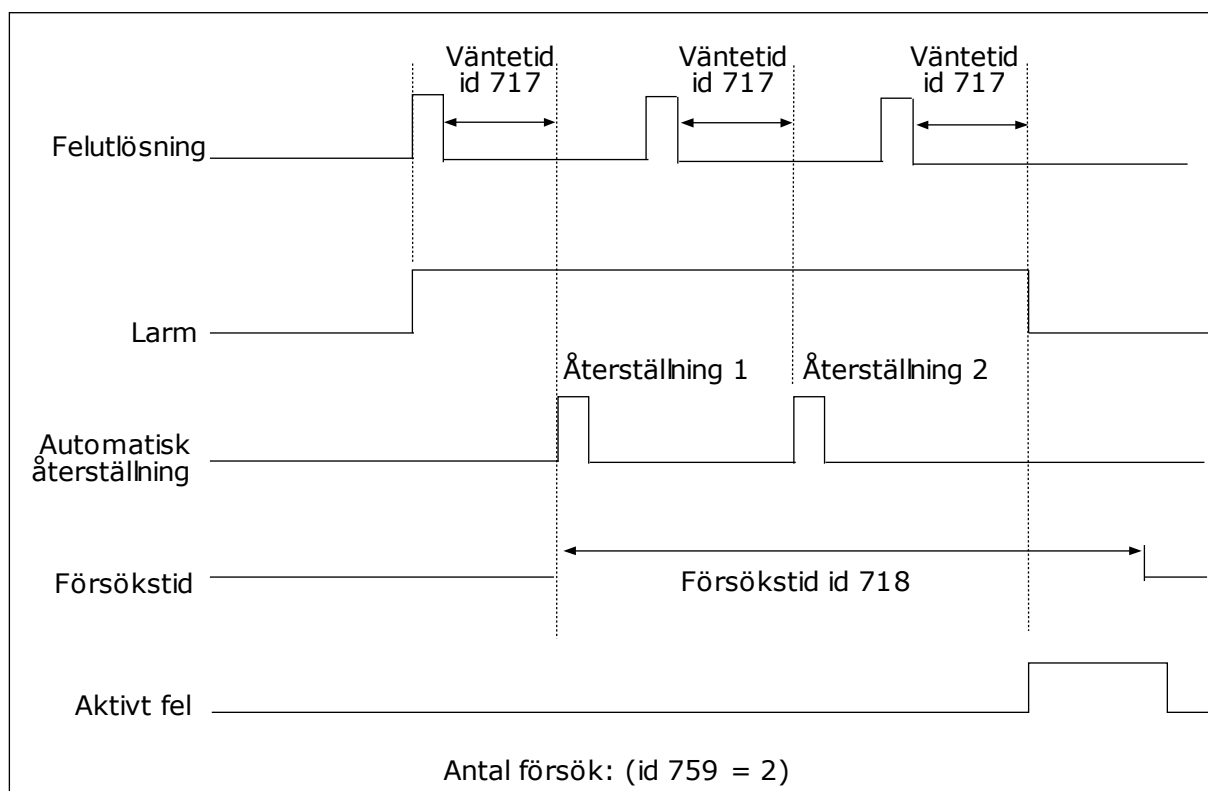 Väntetid
id 717
Väntetid
id 717
Väntetid
id 717
Felutlösning
Larm
Återställning 1
Återställning 2
Automatisk
återställning
Försökstid
Försökstid id 718
Aktivt fel
Antal försök: (id 759 = 2)